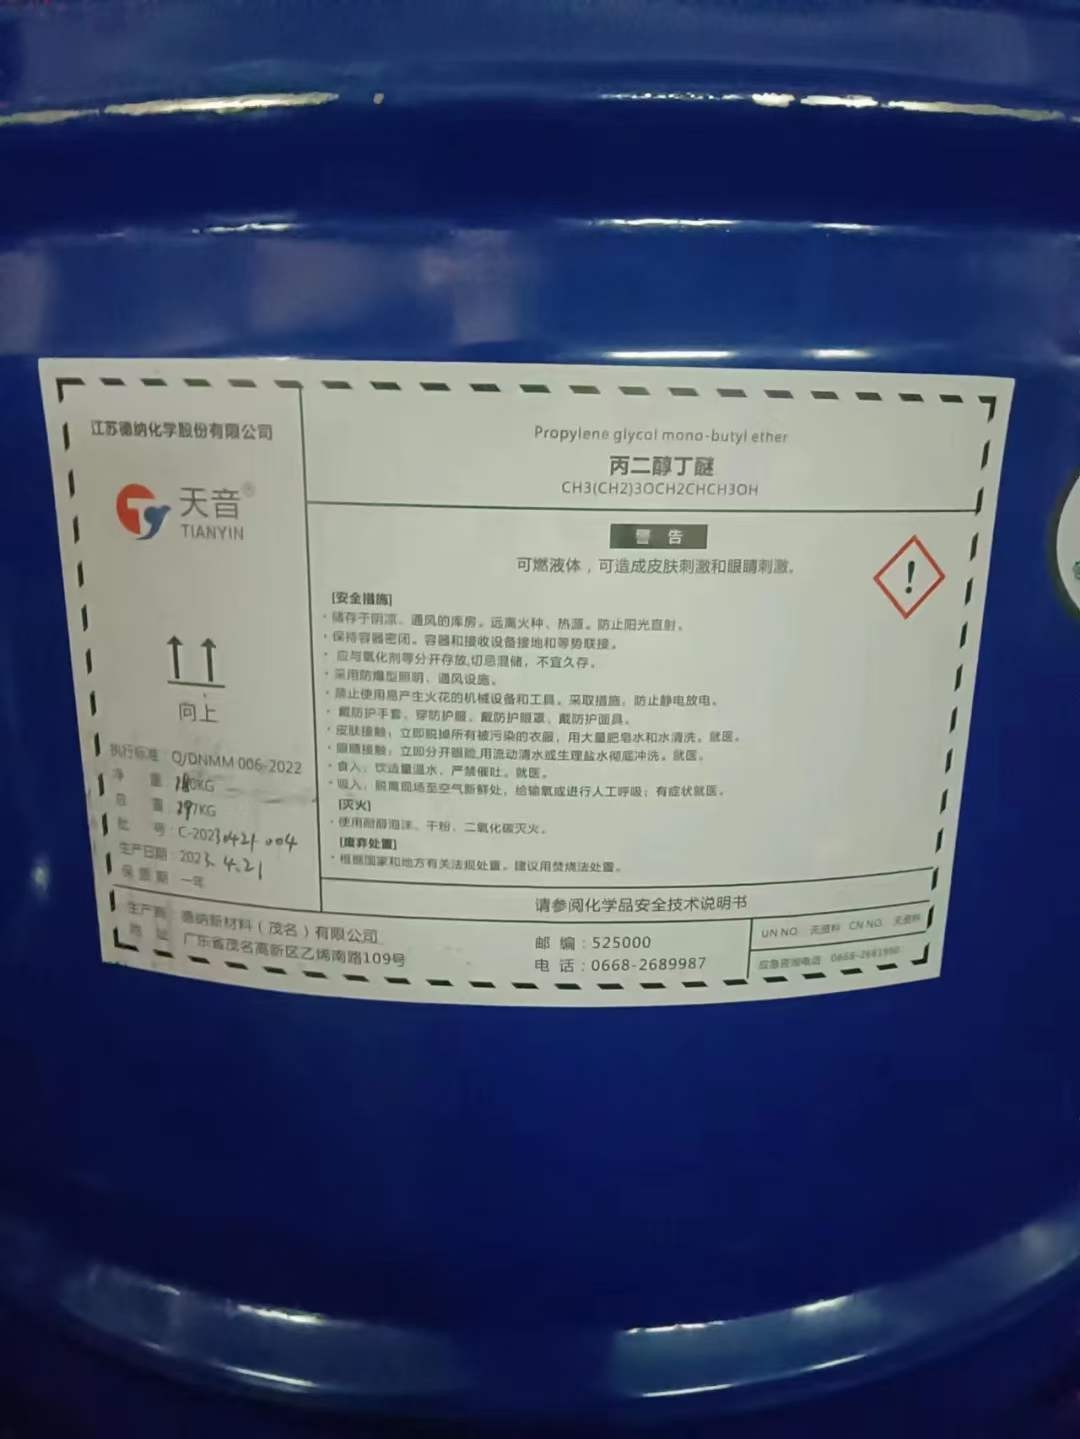 江苏德纳化学股份有限公司
天音®
TIANYIN
向上
执行标准 Q/DNMM 006-2022
净 重 180KG
总 重 197KG
批 号：C-20230421.004
生产日期：2023.4.21
保质期 一年
Propylene glycol mono-butyl ether
丙二醇丁醚
CH3(CH2)3OCH2CHCH3OH
警 告
可燃液体，可造成皮肤刺激和眼睛刺激。
!
[安全措施]
· 储存于阴凉、通风的库房。远离火种、热源。防止阳光直射。
· 保持容器密闭。容器和接收设备接地和等势联接。
· 应与氧化剂等分开存放,切忌混储，不宜久存。
· 采用防爆型照明、通风设施。
· 禁止使用易产生火花的机械设备和工具。采取措施，防止静电放电。
· 戴防护手套、穿防护服、戴防护眼罩、戴防护面具。
· 皮肤接触：立即脱掉所有被污染的衣服，用大量肥皂水和水清洗。就医。
· 眼睛接触：立即分开眼睑,用流动清水或生理盐水彻底冲洗。就医。
· 食入：饮适量温水，严禁催吐。就医。
· 吸入：脱离现场至空气新鲜处，给输氧或进行人工呼吸；有症状就医。
[灭火]
· 使用耐醇泡沫、干粉、二氧化碳灭火。
[废弃处置]
· 根据国家和地方有关法规处置。建议用焚烧法处置。
请参阅化学品安全技术说明书
生产商：德纳新材料（茂名）有限公司
地 址：广东省茂名高新区乙烯南路109号
邮 编：525000
电 话：0668-2689987
UN NO. 无资料 CN NO. 无资料
应急咨询电话：